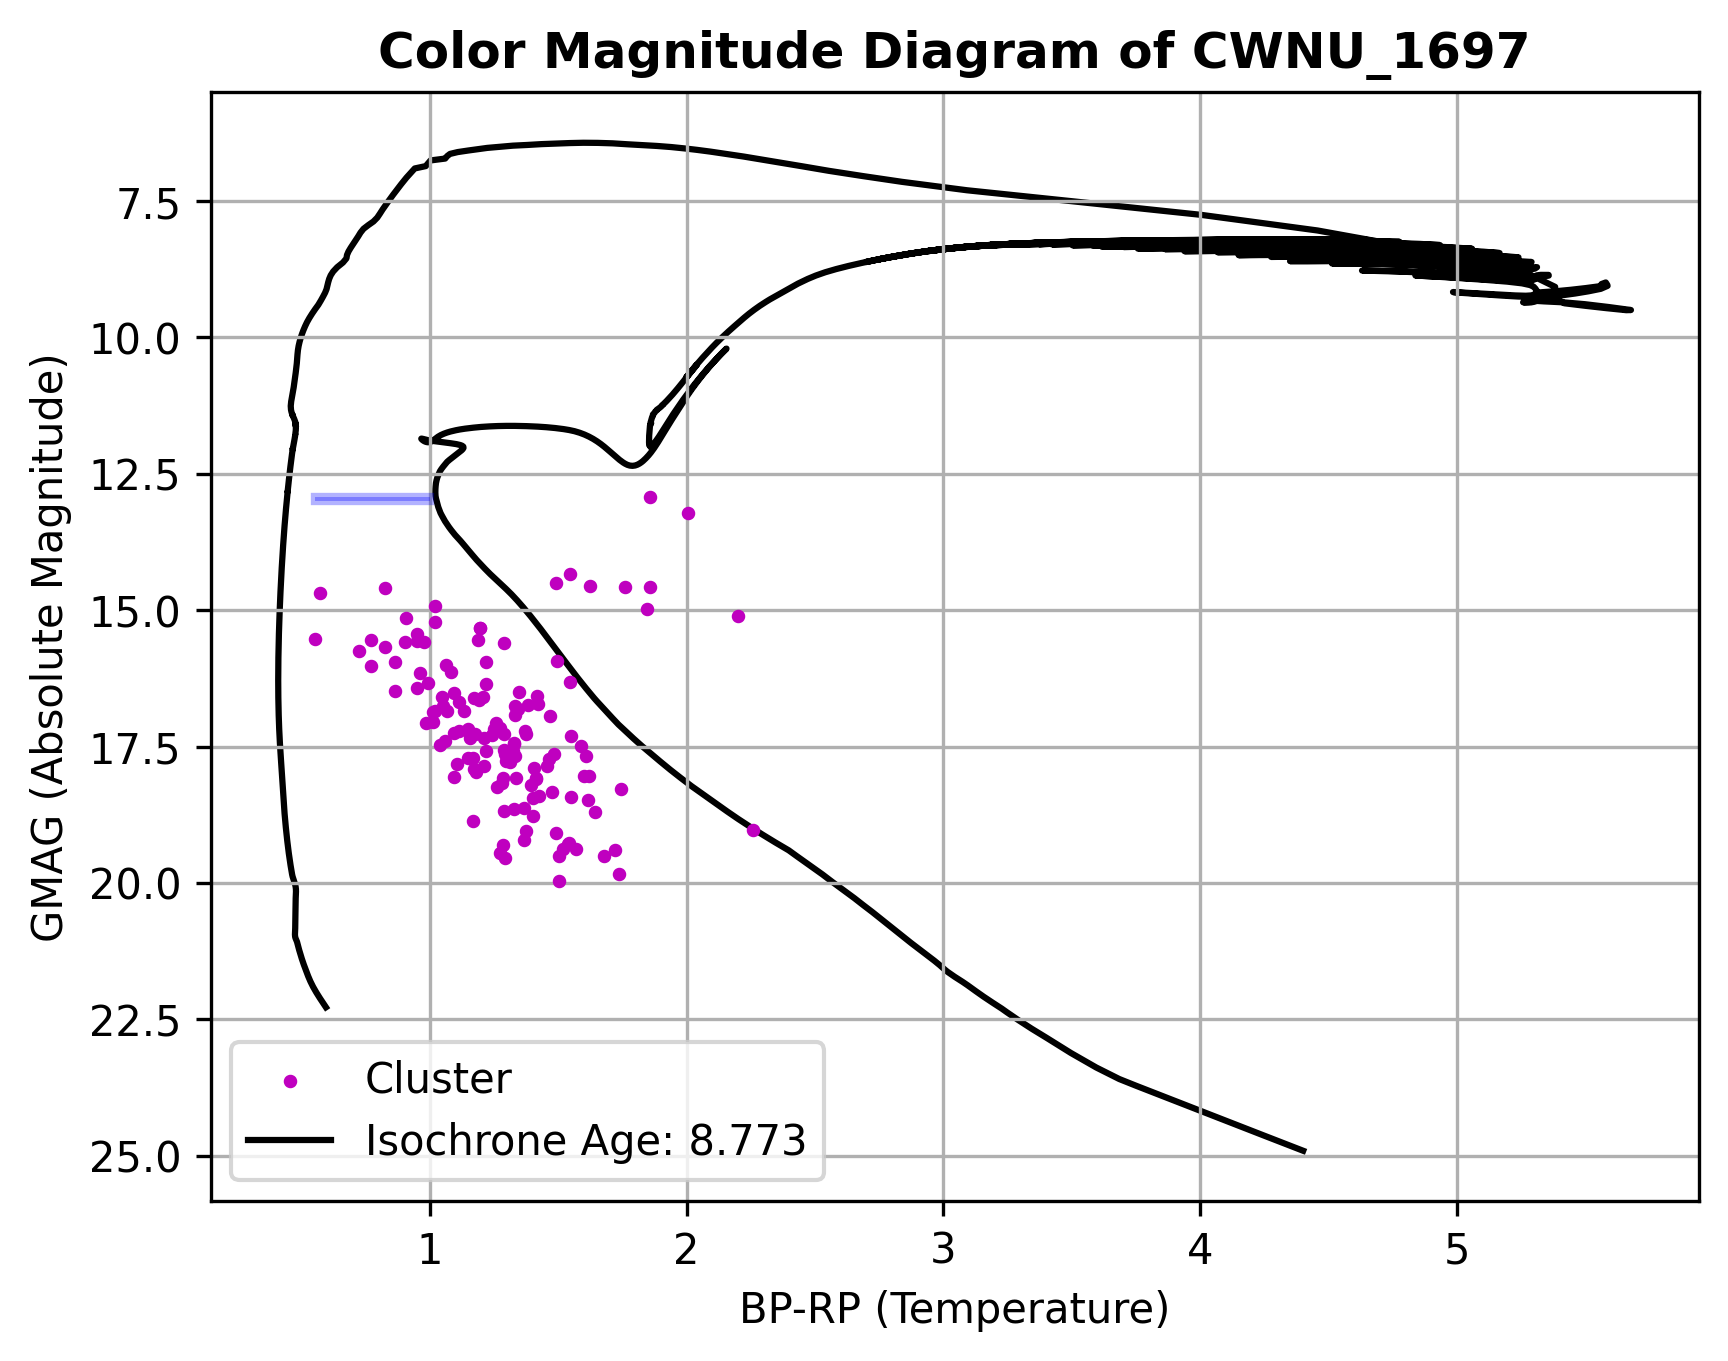 Color Magnitude Diagram of CWNU_1697
GMAG (Absolute Magnitude)
7.5
10.0
12.5
15.0
17.5
20.0
22.5
25.0
Cluster
Isochrone Age: 8.773
1
2
3
4
5
BP-RP (Temperature)